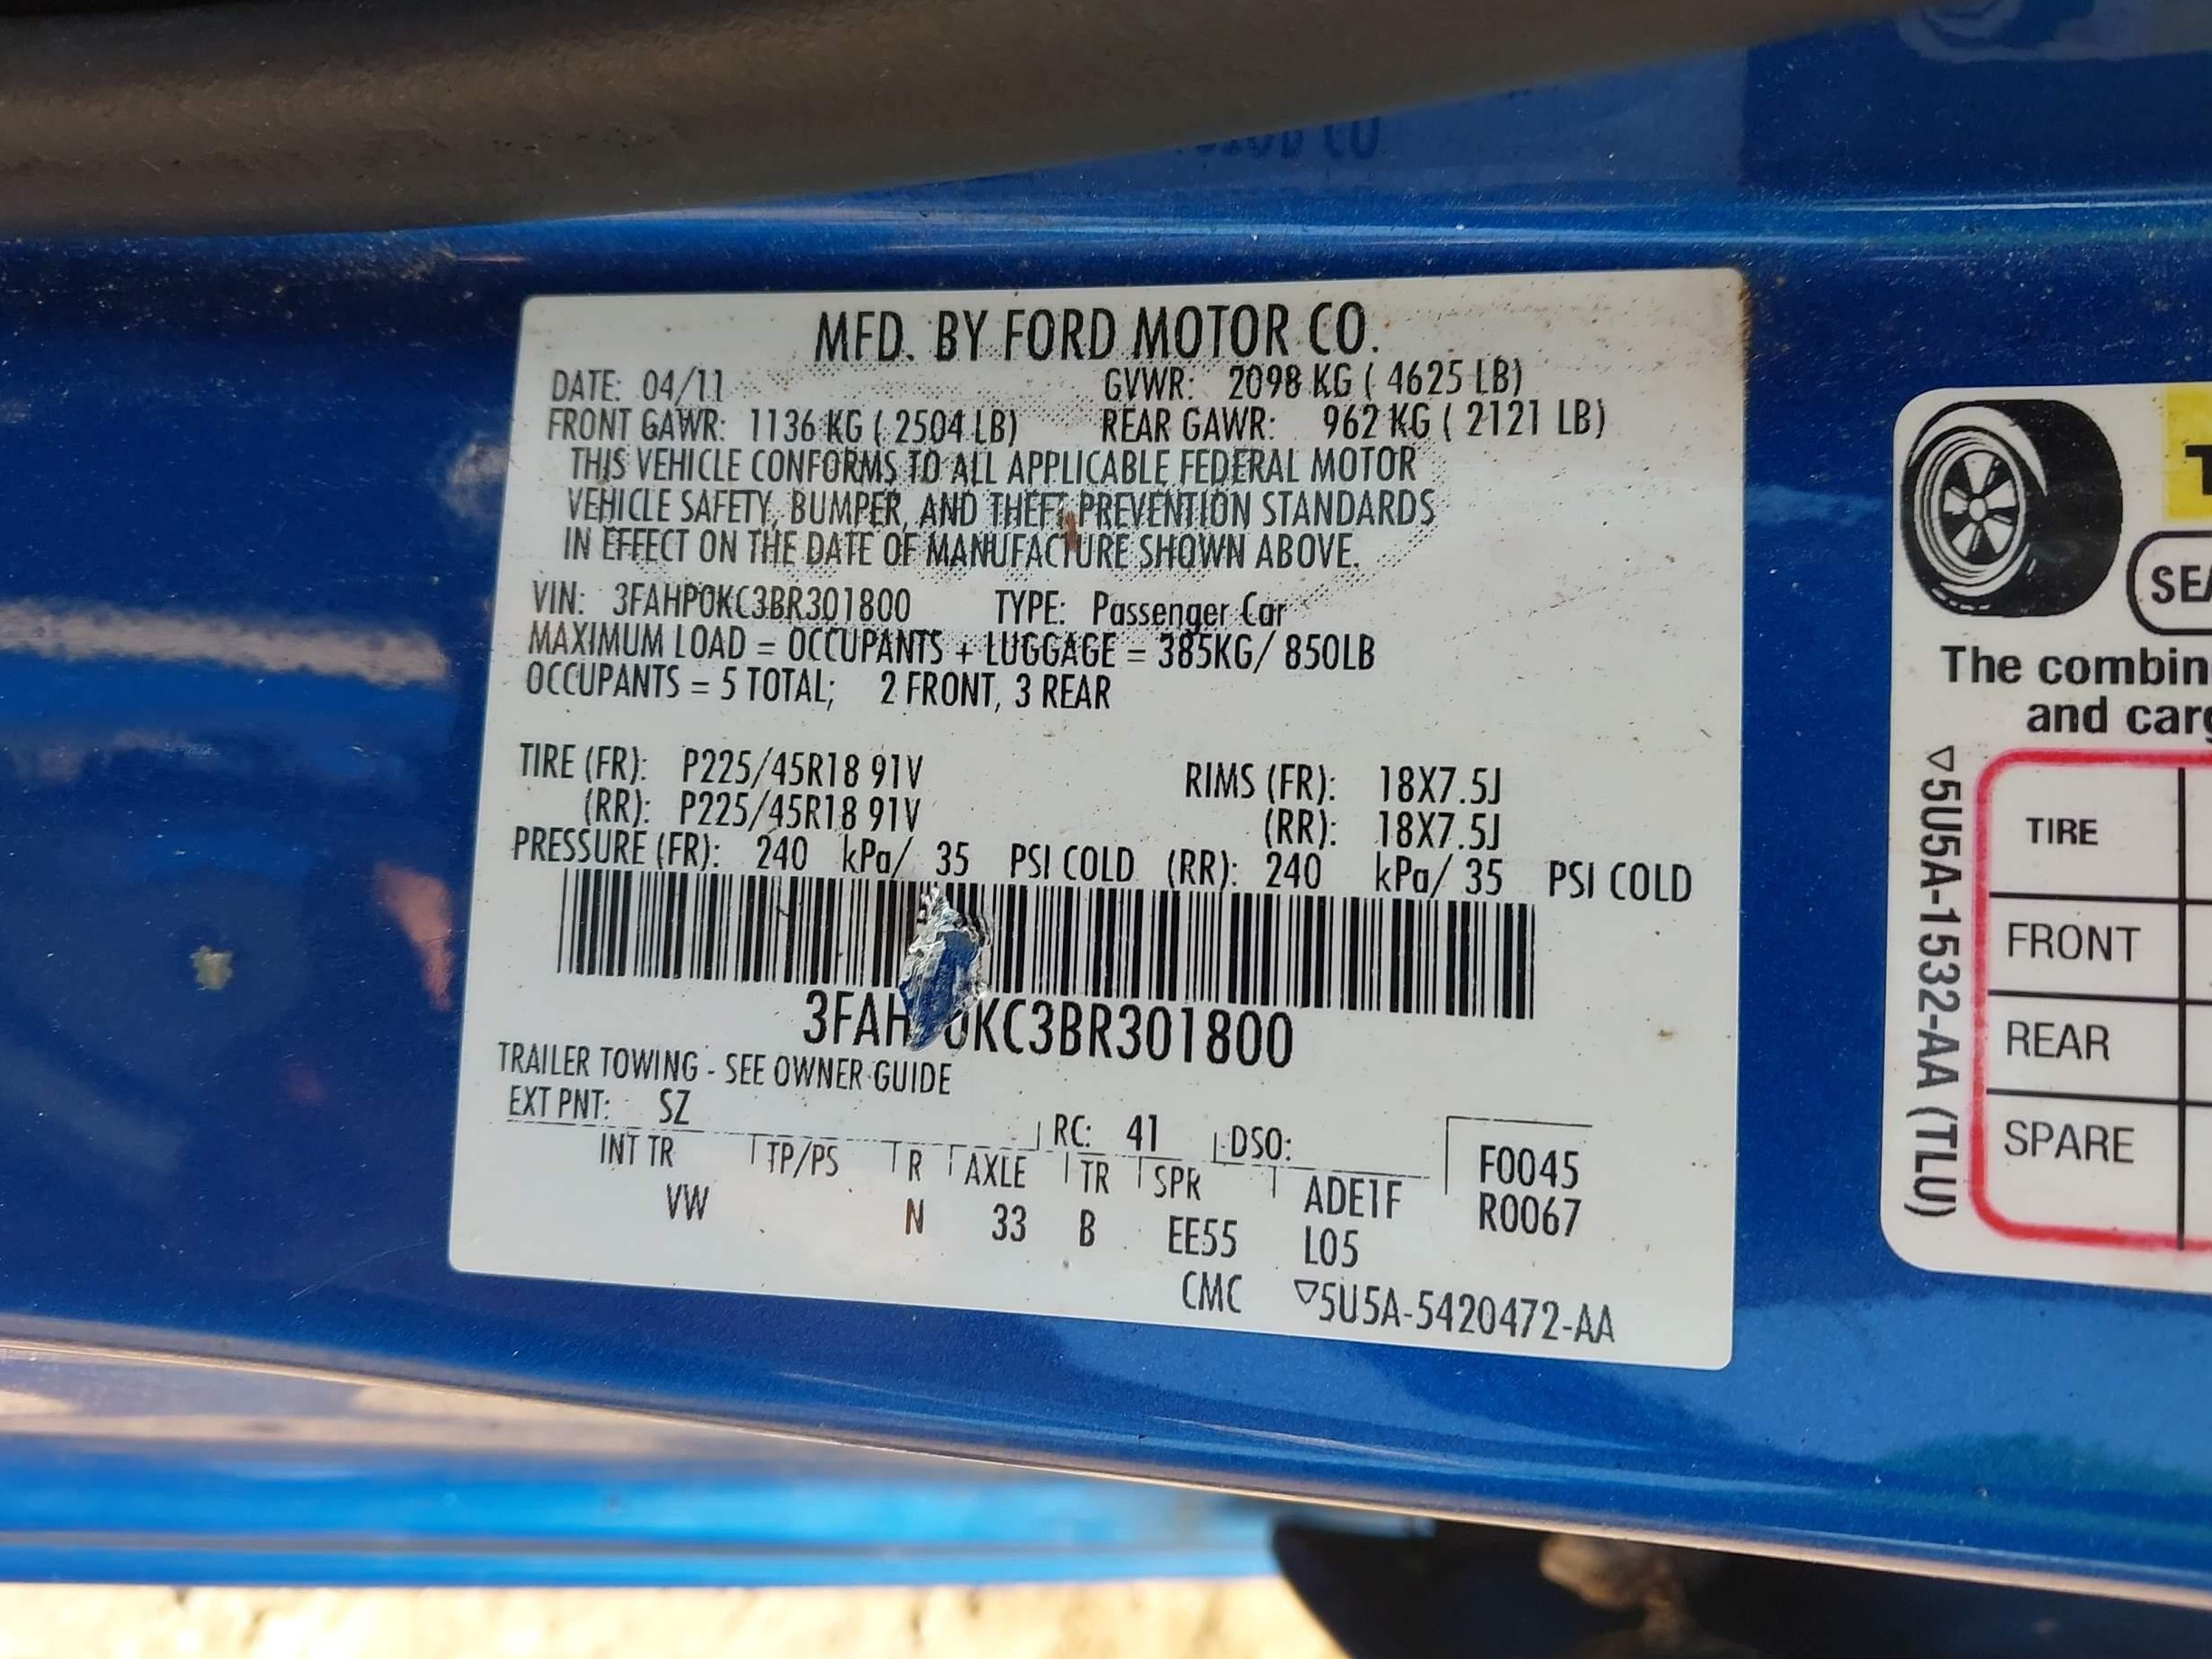 MFD. BY FORD MOTOR CO.
DATE: 04/11 GVWR: 2098 KG ( 4625 LB)
FRONT GAWR: 1136 KG ( 2504 LB) REAR GAWR: 962 KG ( 2121 LB)
THIS VEHICLE CONFORMS TO ALL APPLICABLE FEDERAL MOTOR
VEHICLE SAFETY, BUMPER, AND THEFT PREVENTION STANDARDS
IN EFFECT ON THE DATE OF MANUFACTURE SHOWN ABOVE.
VIN: 3FAHP0KC3BR301800 TYPE: Passenger Car
MAXIMUM LOAD = OCCUPANTS + LUGGAGE = 385KG/ 850LB
OCCUPANTS = 5 TOTAL; 2 FRONT, 3 REAR
TIRE (FR): P225/45R18 91V RIMS (FR): 18X7.5J
(RR): P225/45R18 91V (RR): 18X7.5J
PRESSURE (FR): 240 kPa/ 35 PSI COLD (RR): 240 kPa/ 35 PSI COLD
3FAH 0KC3BR301800
TRAILER TOWING - SEE OWNER GUIDE
EXT PNT: SZ RC: 41 DSO:
INT TR TP/PS R AXLE TR SPR ADE1F F0045
VW N 33 B EE55 L05 R0067
CMC ▽5U5A-5420472-AA
The combin
and carg
▽5U5A-1532-AA (TLU)
TIRE
FRONT
REAR
SPARE